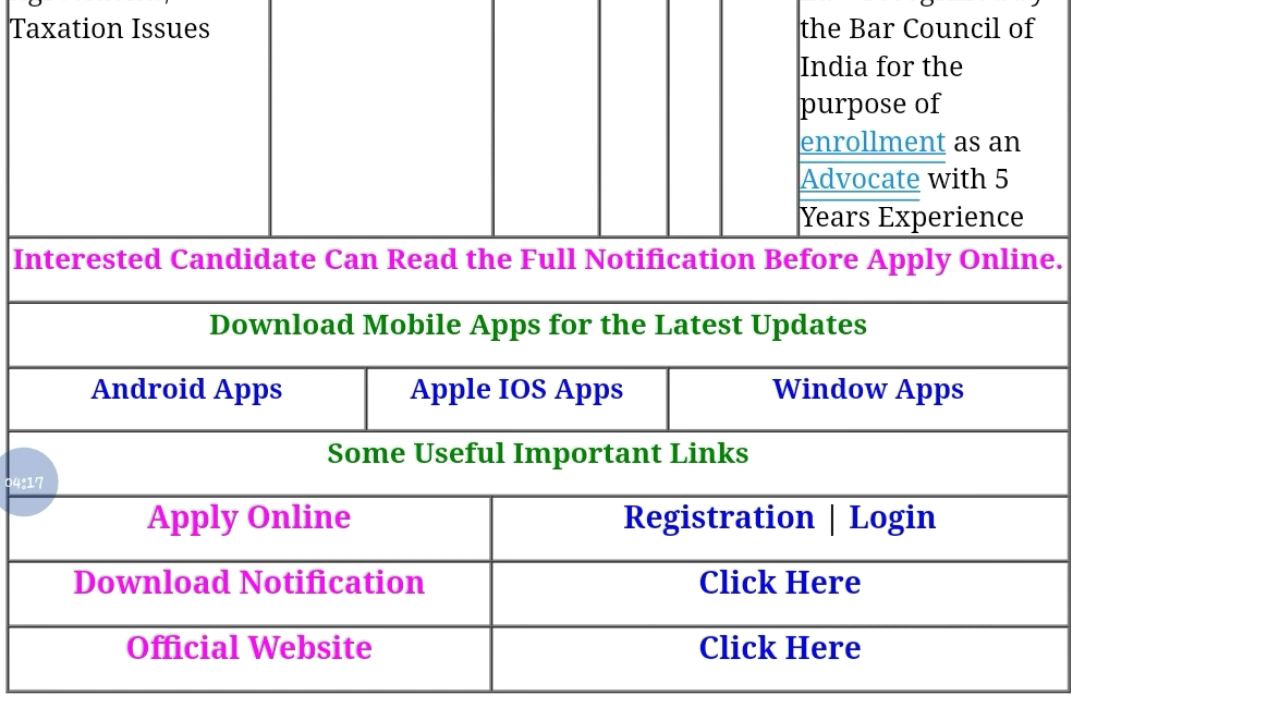 Taxation Issues
the Bar Council of
India for the
purpose of
enrollment as an
Advocate with 5
Years Experience
Interested Candidate Can Read the Full Notification Before Apply Online.
Download Mobile Apps for the Latest Updates
Android Apps
Apple IOS Apps
Window Apps
Some Useful Important Links
04:17
Apply Online
Registration | Login
Download Notification
Click Here
Official Website
Click Here